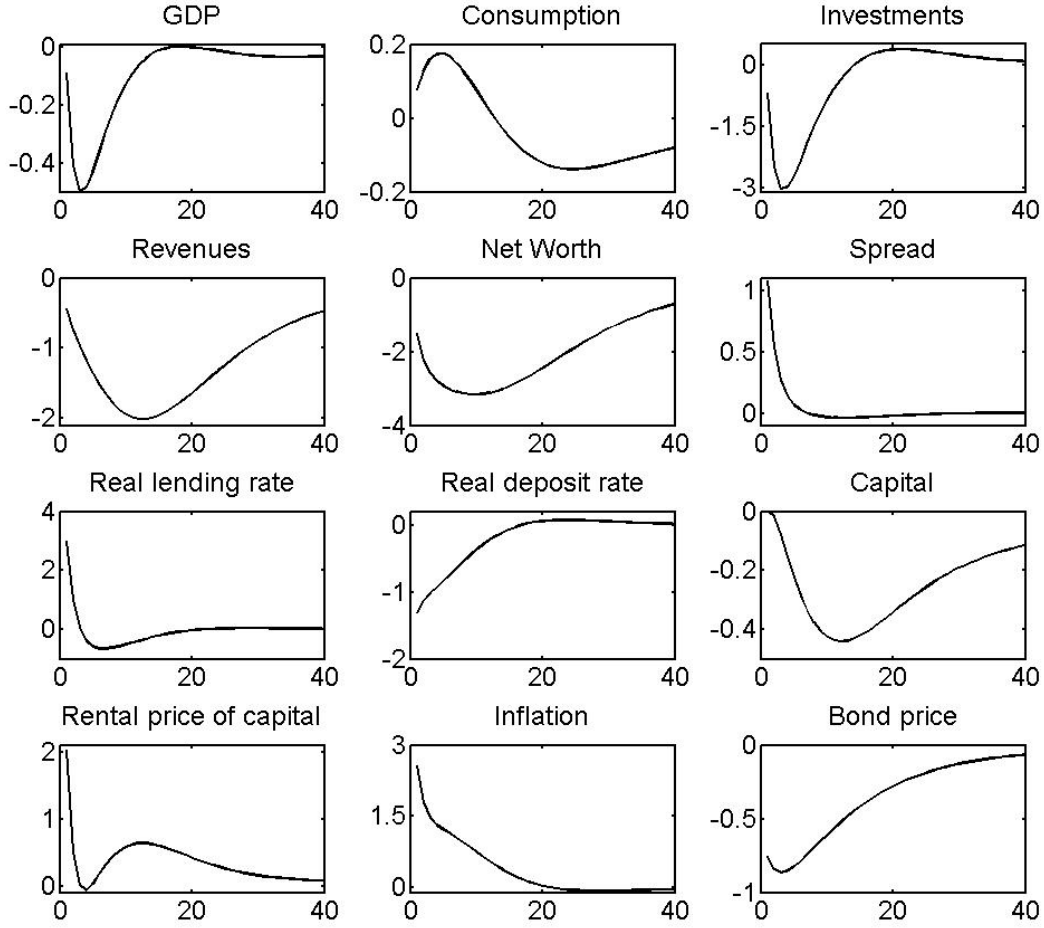 GDP Consumption Investments
0 0.2 0
-0.2 0 -1.5
-0.4 -0.2 -3
0 20 40 0 20 40 0 20 40
Revenues Net Worth Spread
0 0 1
-1 -2 0.5
-2 -4 0
0 20 40 0 20 40 0 20 40
Real lending rate Real deposit rate Capital
4 0 0
2 -1 -0.2
0 -2 -0.4
0 20 40 0 20 40 0 20 40
Rental price of capital Inflation Bond price
2 3 0
1 1.5 -0.5
0 0 -1
0 20 40 0 20 40 0 20 40